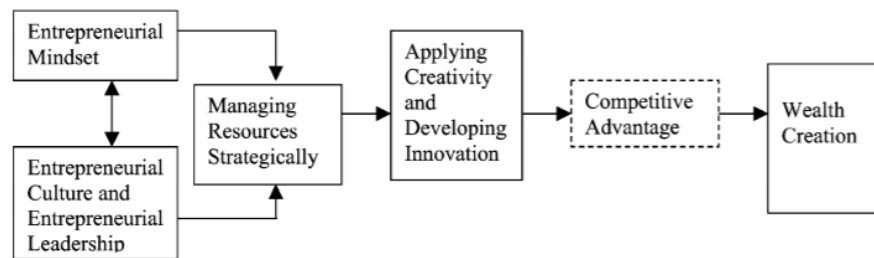 Entrepreneurial
Mindset
Entrepreneurial
Culture and
Entrepreneurial
Leadership
Managing
Resources
Strategically
Applying
Creativity
and
Developing
Innovation
Competitive
Advantage
Wealth
Creation